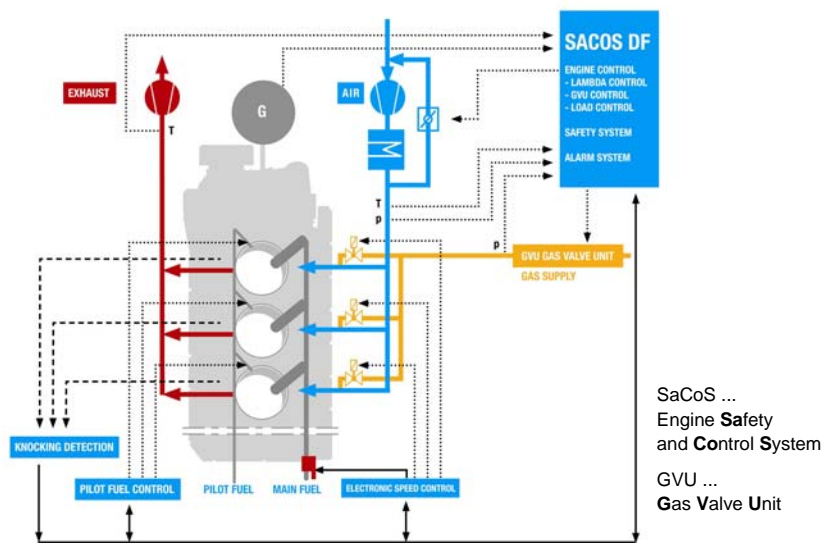 SACOS DF
ENGINE CONTROL
- LAMBDA CONTROL
- GVU CONTROL
- LOAD CONTROL
SAFETY SYSTEM
ALARM SYSTEM
EXHAUST
T
G
AIR
T
p
p
GVU GAS VALVE UNIT
GAS SUPPLY
KNOCKING DETECTION
PILOT FUEL CONTROL
PILOT FUEL
MAIN FUEL
ELECTRONIC SPEED CONTROL
SaCoS ...
Engine Safety
and Control System
GVU ...
Gas Valve Unit